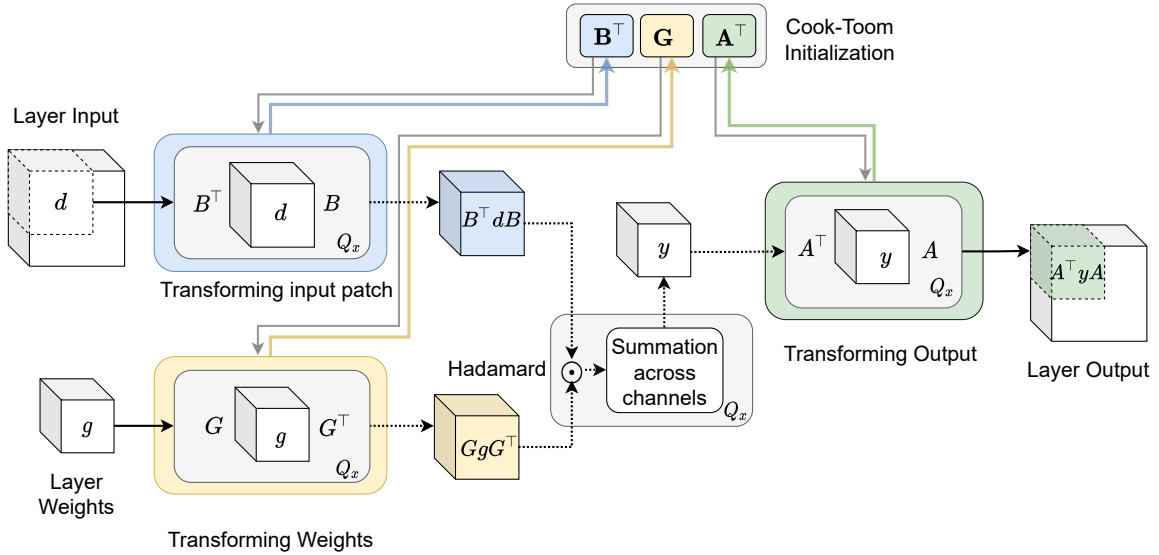 B⊤ G A⊤
Cook-Toom
Initialization
Layer Input
d
B⊤ d B
Qx
B⊤dB
Transforming input patch
y
A⊤ y A
Qx
A⊤yA
Transforming Output
Layer Output
Hadamard
⊙
Summation
across
channels
Qx
g
G g G⊤
Qx
GgG⊤
Layer
Weights
Transforming Weights